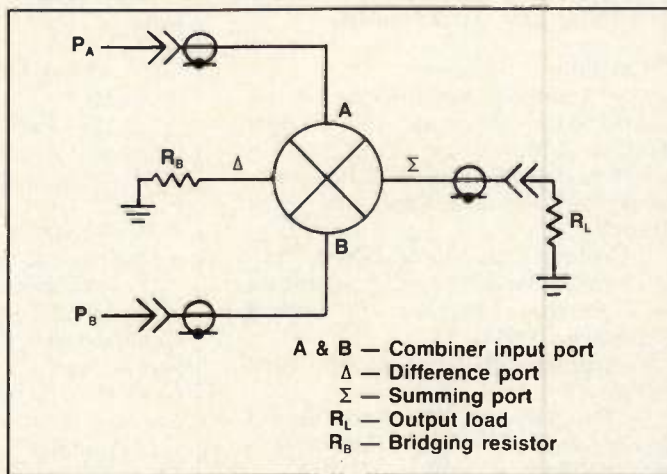 P_A
A
R_B
Δ
Σ
R_L
B
P_B
A & B — Combiner input port
Δ — Difference port
Σ — Summing port
R_L — Output load
R_B — Bridging resistor